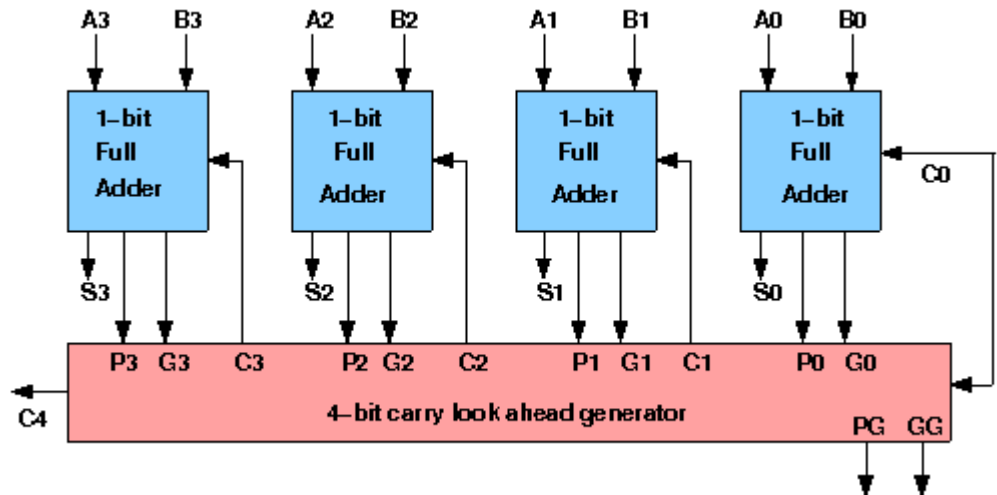 A3 B3 A2 B2 A1 B1 A0 B0
1-bit Full Adder
1-bit Full Adder
1-bit Full Adder
1-bit Full Adder
C0
S3 S2 S1 S0
P3 G3 C3 P2 G2 C2 P1 G1 C1 P0 G0
C4
4-bit carry look ahead generator
PG GG